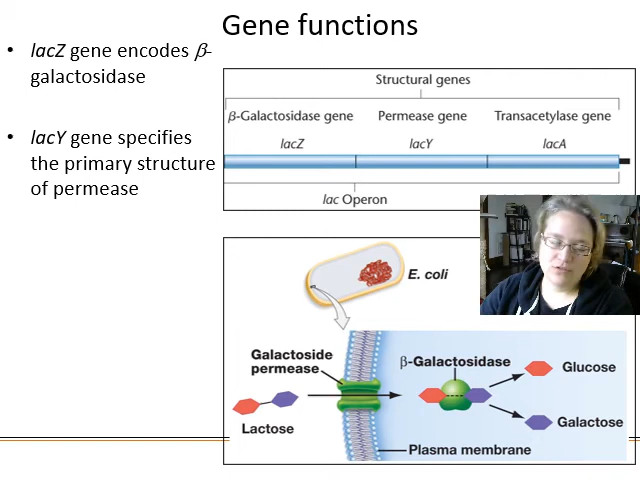 Gene functions
• lacZ gene encodes β-
galactosidase
• lacY gene specifies
the primary structure
of permease
Structural genes
β-Galactosidase gene Permease gene Transacetylase gene
lacZ lacY lacA
lac Operon
E. coli
Galactoside
permease
β-Galactosidase
Glucose
Lactose
Galactose
Plasma membrane